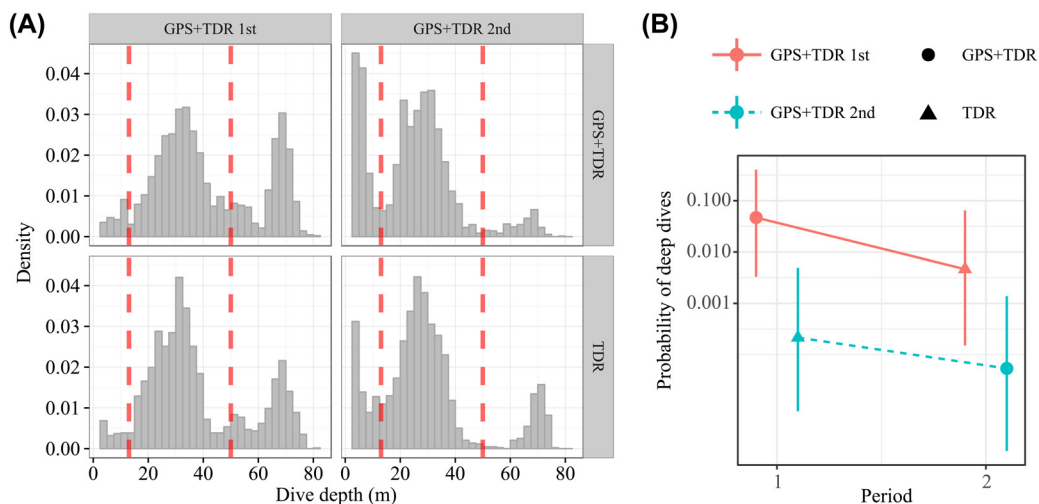 (A)
GPS+TDR 1st
GPS+TDR 2nd
0.04
0.03
0.02
0.01
0.00
GPS+TDR
Density
0.04
0.03
0.02
0.01
0.00
TDR
0 20 40 60 80 0 20 40 60 80
Dive depth (m)
(B)
GPS+TDR 1st
GPS+TDR
GPS+TDR 2nd
TDR
Probability of deep dives
0.100
0.010
0.001
1 2
Period